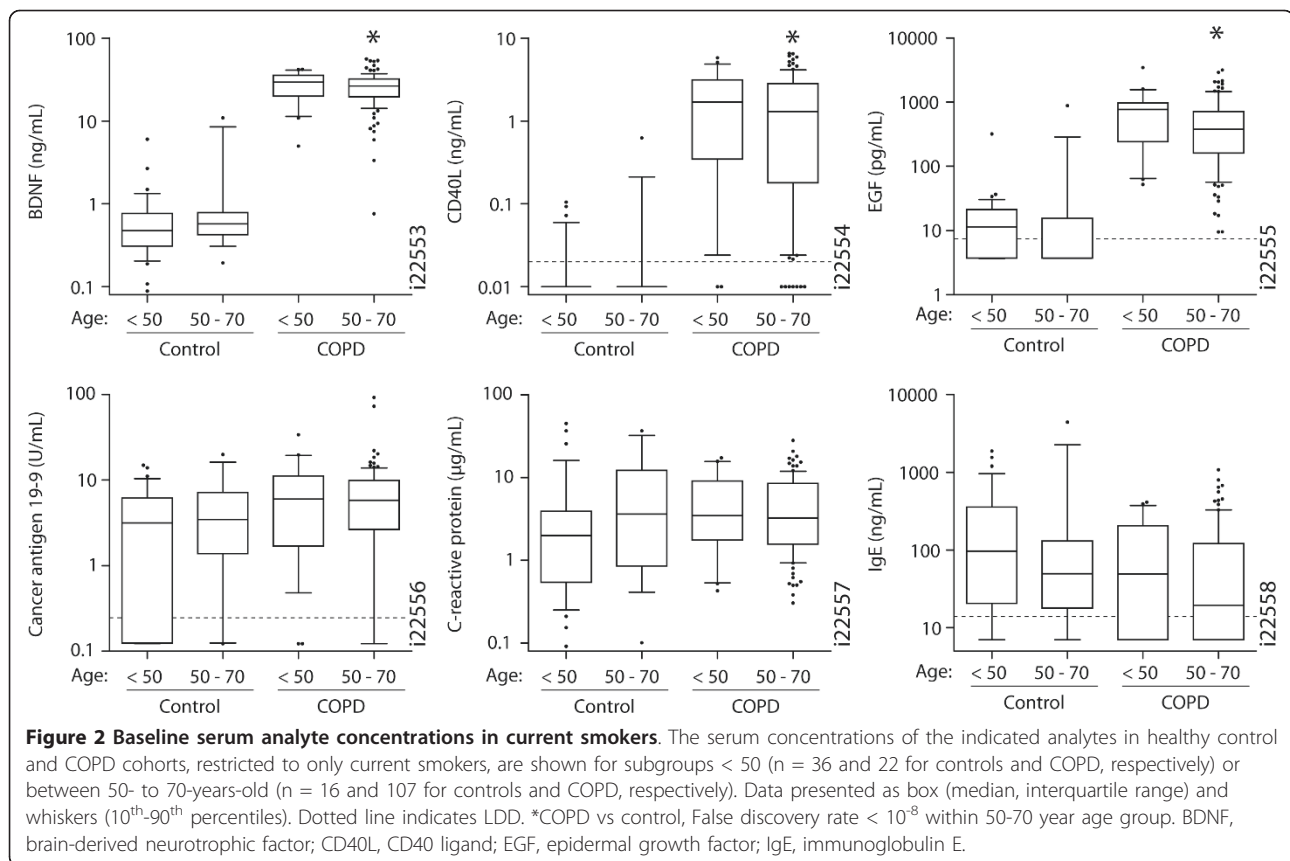 100
10
1
0.1
BDNF (ng/mL)
*
i22553
Age: < 50 50 - 70 < 50 50 - 70
Control COPD
10
1
0.1
0.01
CD40L (ng/mL)
*
i22554
Age: < 50 50 - 70 < 50 50 - 70
Control COPD
10000
1000
100
10
1
EGF (pg/mL)
*
i22555
Age: < 50 50 - 70 < 50 50 - 70
Control COPD
100
10
1
0.1
Cancer antigen 19-9 (U/mL)
i22556
Age: < 50 50 - 70 < 50 50 - 70
Control COPD
100
10
1
0.1
C-reactive protein (µg/mL)
i22557
Age: < 50 50 - 70 < 50 50 - 70
Control COPD
10000
1000
100
10
IgE (ng/mL)
i22558
Age: < 50 50 - 70 < 50 50 - 70
Control COPD
Figure 2 Baseline serum analyte concentrations in current smokers. The serum concentrations of the indicated analytes in healthy control
and COPD cohorts, restricted to only current smokers, are shown for subgroups < 50 (n = 36 and 22 for controls and COPD, respectively) or
between 50- to 70-years-old (n = 16 and 107 for controls and COPD, respectively). Data presented as box (median, interquartile range) and
whiskers (10th-90th percentiles). Dotted line indicates LDD. *COPD vs control, False discovery rate < 10-8 within 50-70 year age group. BDNF,
brain-derived neurotrophic factor; CD40L, CD40 ligand; EGF, epidermal growth factor; IgE, immunoglobulin E.